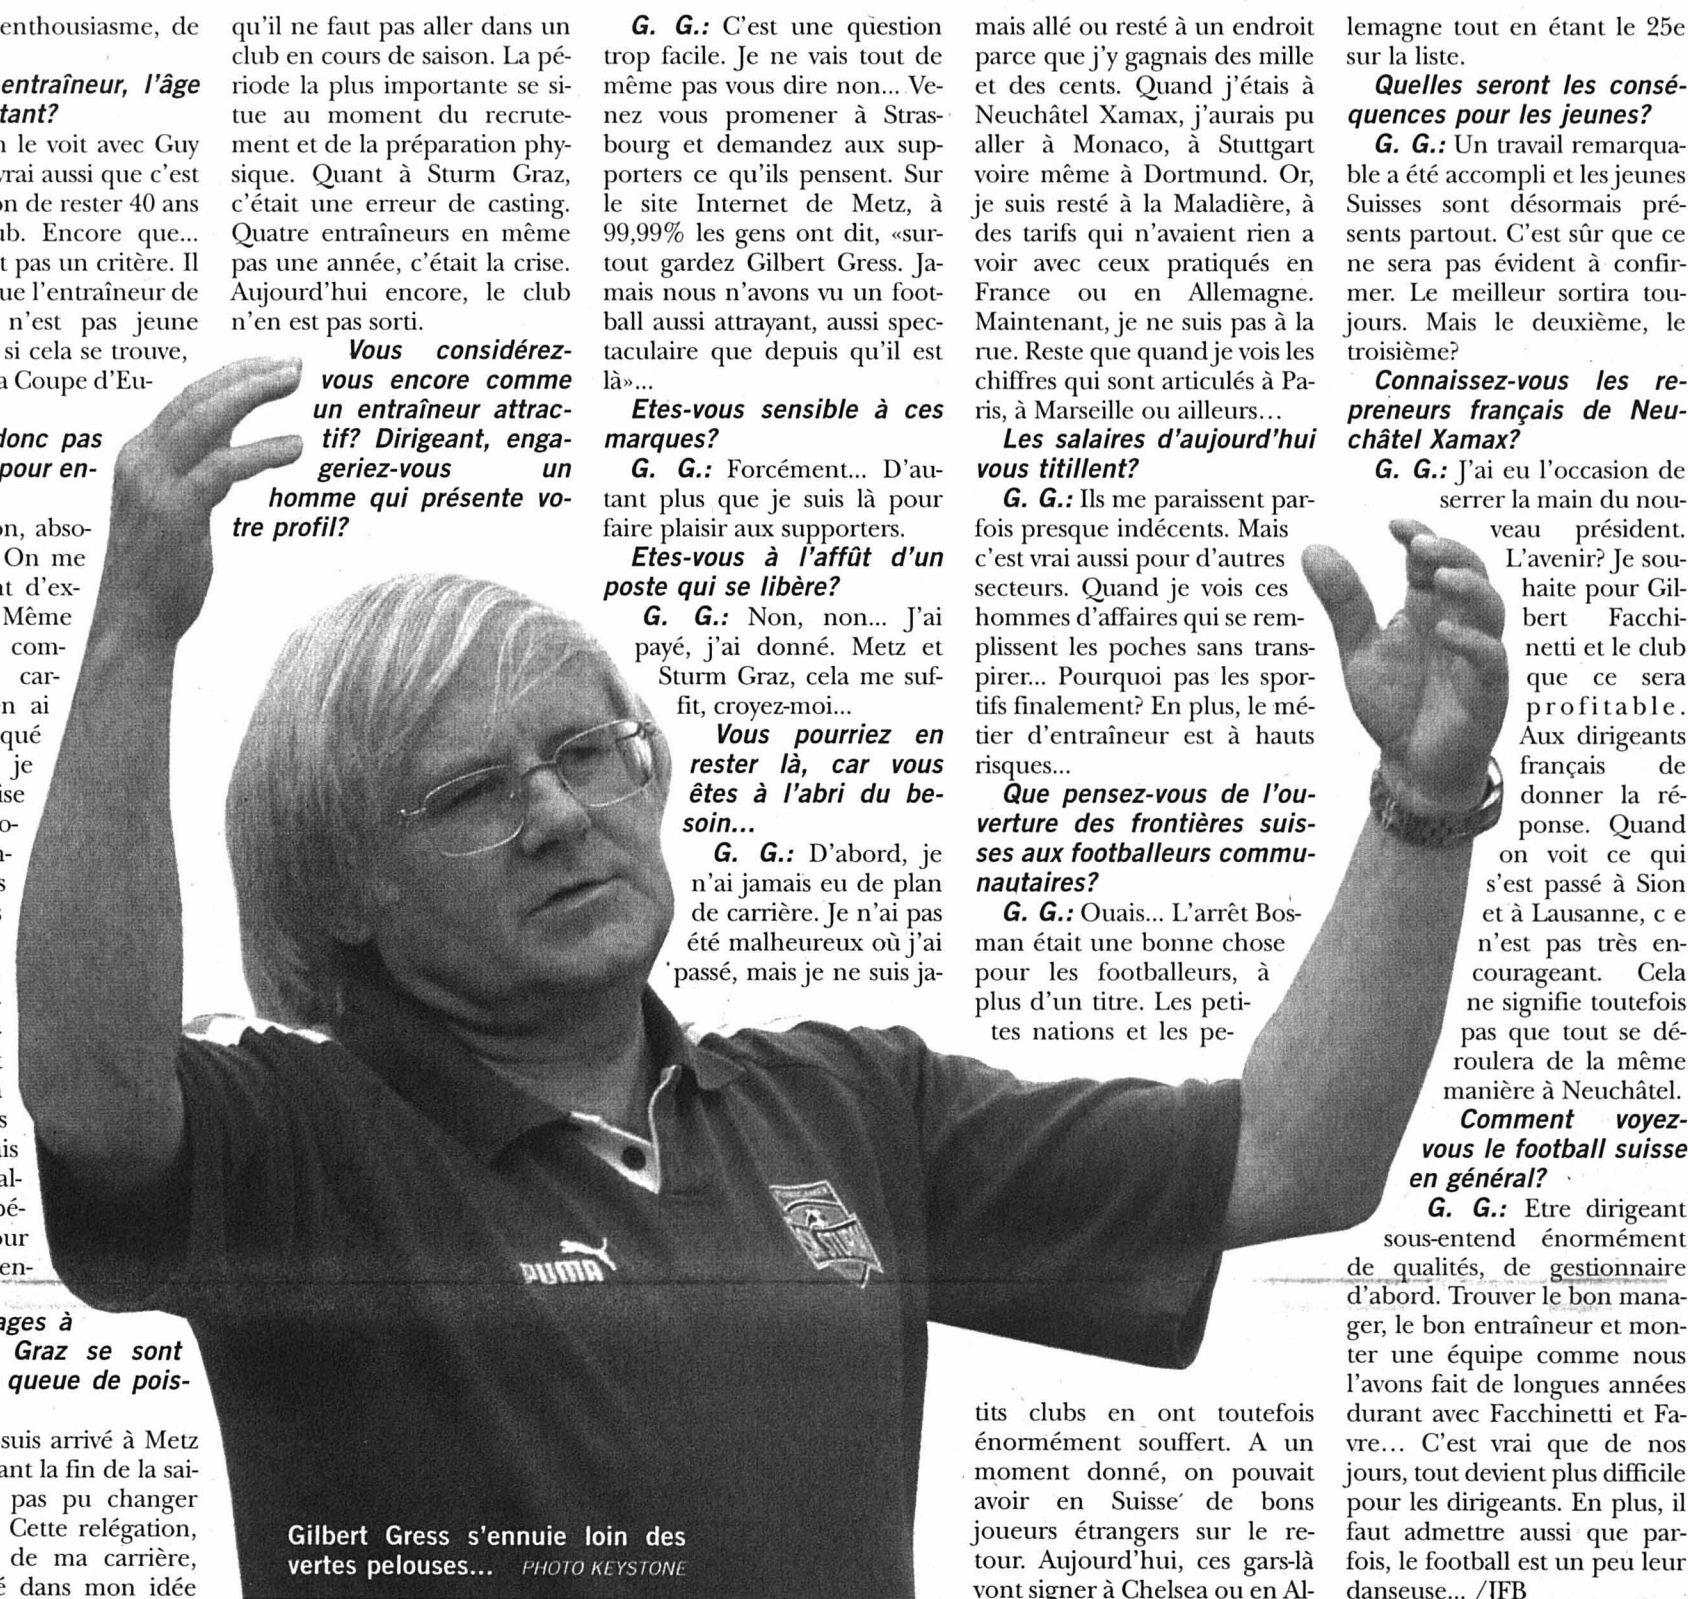 enthousiasme, de
entraîneur, l'âge
tant?
le voit avec Guy
vrai aussi que c'est
on de rester 40 ans
ub. Encore que...
t pas un critère. Il
ue l'entraîneur de
n'est pas jeune
si cela se trouve,
a Coupe d'Eu-
donc pas
pour en-
on, abso-
On me
nt d'ex-
Même
com-
car-
n ai
qué
je
ise
o-
n-
s
t
s
is
al-
pé-
our
en-
ages à
Graz se sont
queue de pois-
suis arrivé à Metz
ant la fin de la sai-
pas pu changer
Cette relégation,
de ma carrière,
é dans mon idée
qu'il ne faut pas aller dans un
club en cours de saison. La pé-
riode la plus importante se si-
tue au moment du recrute-
ment et de la préparation phy-
sique. Quant à Sturm Graz,
c'était une erreur de casting.
Quatre entraîneurs en même
pas une année, c'était la crise.
Aujourd'hui encore, le club
n'en est pas sorti.
Vous considérez-
vous encore comme
un entraîneur attrac-
tif? Dirigeant, enga-
geriez-vous un
homme qui présente vo-
tre profil?
G. G.: C'est une question
trop facile. Je ne vais tout de
même pas vous dire non... Ve-
nez vous promener à Stras-
bourg et demandez aux sup-
porters ce qu'ils pensent. Sur
le site Internet de Metz, à
99,99% les gens ont dit, «sur-
tout gardez Gilbert Gress. Ja-
mais nous n'avons vu un foot-
ball aussi attrayant, aussi spec-
taculaire que depuis qu'il est
là»...
Etes-vous sensible à ces
marques?
G. G.: Forcément... D'au-
tant plus que je suis là pour
faire plaisir aux supporters.
Etes-vous à l'affût d'un
poste qui se libère?
G. G.: Non, non... J'ai
payé, j'ai donné. Metz et
Sturm Graz, cela me suf-
fit, croyez-moi...
Vous pourriez en
rester là, car vous
êtes à l'abri du be-
soin...
G. G.: D'abord, je
n'ai jamais eu de plan
de carrière. Je n'ai pas
été malheureux où j'ai
passé, mais je ne suis ja-
mais allé ou resté à un endroit
parce que j'y gagnais des mille
et des cents. Quand j'étais à
Neuchâtel Xamax, j'aurais pu
aller à Monaco, à Stuttgart
voire même à Dortmund. Or,
je suis resté à la Maladière, à
des tarifs qui n'avaient rien a
voir avec ceux pratiqués en
France ou en Allemagne.
Maintenant, je ne suis pas à la
rue. Reste que quand je vois les
chiffres qui sont articulés à Pa-
ris, à Marseille ou ailleurs...
Les salaires d'aujourd'hui
vous titillent?
G. G.: Ils me paraissent par-
fois presque indécents. Mais
c'est vrai aussi pour d'autres
secteurs. Quand je vois ces
hommes d'affaires qui se rem-
plissent les poches sans trans-
pirer... Pourquoi pas les spor-
tifs finalement? En plus, le mé-
tier d'entraîneur est à hauts
risques...
Que pensez-vous de l'ou-
verture des frontières suis-
ses aux footballeurs commu-
nautaires?
G. G.: Ouais... L'arrêt Bos-
man était une bonne chose
pour les footballeurs, à
plus d'un titre. Les peti-
tes nations et les pe-
tits clubs en ont toutefois
énormément souffert. A un
moment donné, on pouvait
avoir en Suisse de bons
joueurs étrangers sur le re-
tour. Aujourd'hui, ces gars-là
vont signer à Chelsea ou en Al-
lemagne tout en étant le 25e
sur la liste.
Quelles seront les consé-
quences pour les jeunes?
G. G.: Un travail remarqua-
ble a été accompli et les jeunes
Suisses sont désormais pré-
sents partout. C'est sûr que ce
ne sera pas évident à confir-
mer. Le meilleur sortira tou-
jours. Mais le deuxième, le
troisième?
Connaissez-vous les re-
preneurs français de Neu-
châtel Xamax?
G. G.: J'ai eu l'occasion de
serrer la main du nou-
veau président.
L'avenir? Je sou-
haite pour Gil-
bert Facchi-
netti et le club
que ce sera
profitable.
Aux dirigeants
français de
donner la ré-
ponse. Quand
on voit ce qui
s'est passé à Sion
et à Lausanne, c e
n'est pas très en-
courageant. Cela
ne signifie toutefois
pas que tout se dé-
roulera de la même
manière à Neuchâtel.
Comment voyez-
vous le football suisse
en général?
G. G.: Etre dirigeant
sous-entend énormément
de qualités, de gestionnaire
d'abord. Trouver le bon mana-
ger, le bon entraîneur et mon-
ter une équipe comme nous
l'avons fait de longues années
durant avec Facchinetti et Fa-
vre... C'est vrai que de nos
jours, tout devient plus difficile
pour les dirigeants. En plus, il
faut admettre aussi que par-
fois, le football est un peu leur
danseuse... /JFB
PUMA
Gilbert Gress s'ennuie loin des
vertes pelouses... PHOTO KEYSTONE